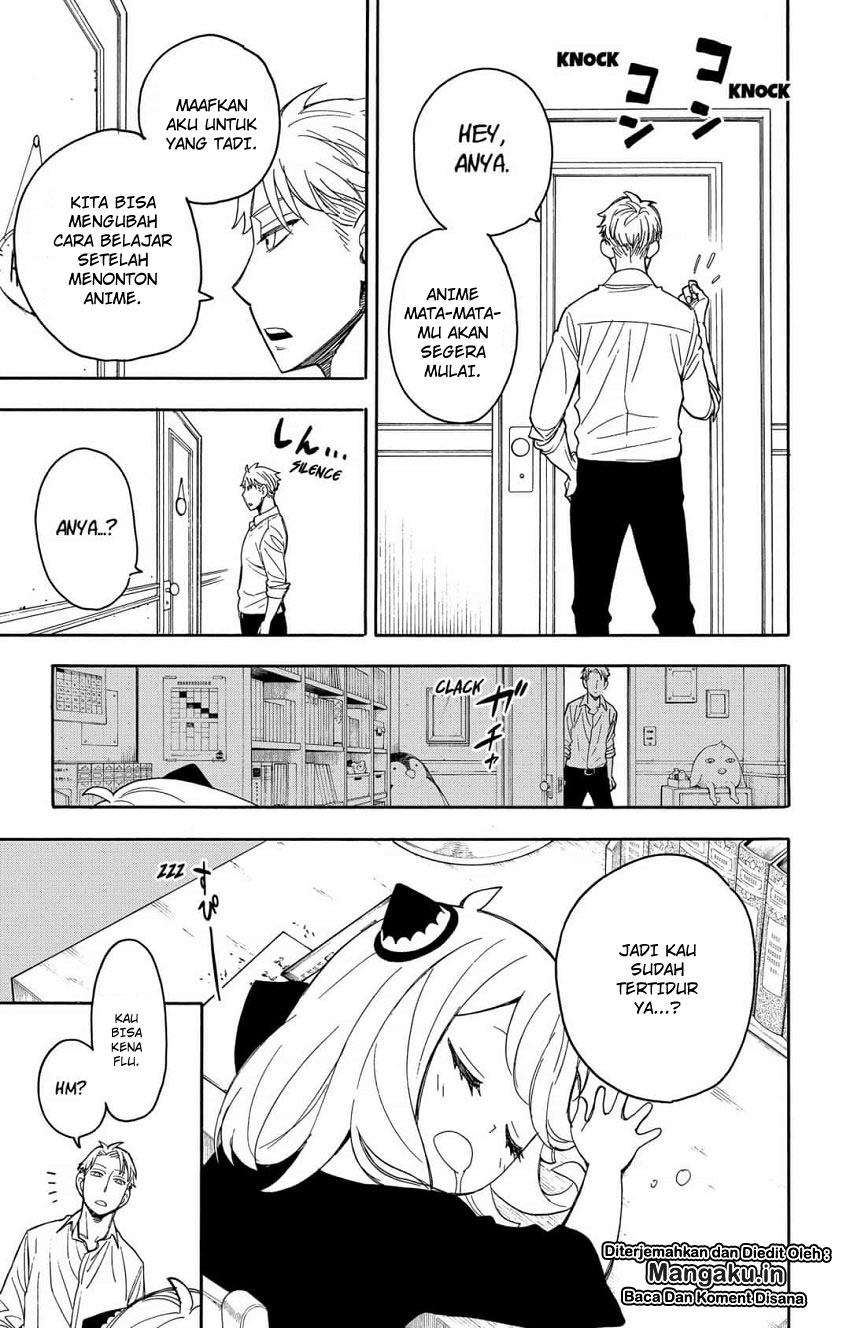 KNOCK
コン
KNOCK
コン
HEY,
ANYA.
ANIME
MATA-MATA-
MU AKAN
SEGERA
MULAI.
MAAFKAN
AKU UNTUK
YANG TADI.
KITA BISA
MENGUBAH
CARA BELAJAR
SETELAH
MENONTON
ANIME.
しん...
SILENCE
ANYA...?
CLACK
ガチャ
JADI KAU
SUDAH
TERTIDUR
YA...?
ZZZ
すぴー
KAU
BISA
KENA
FLU.
HM?
Diterjemahkan dan Diedit Oleh:
Mangaku.in
Baca Dan Koment Disana